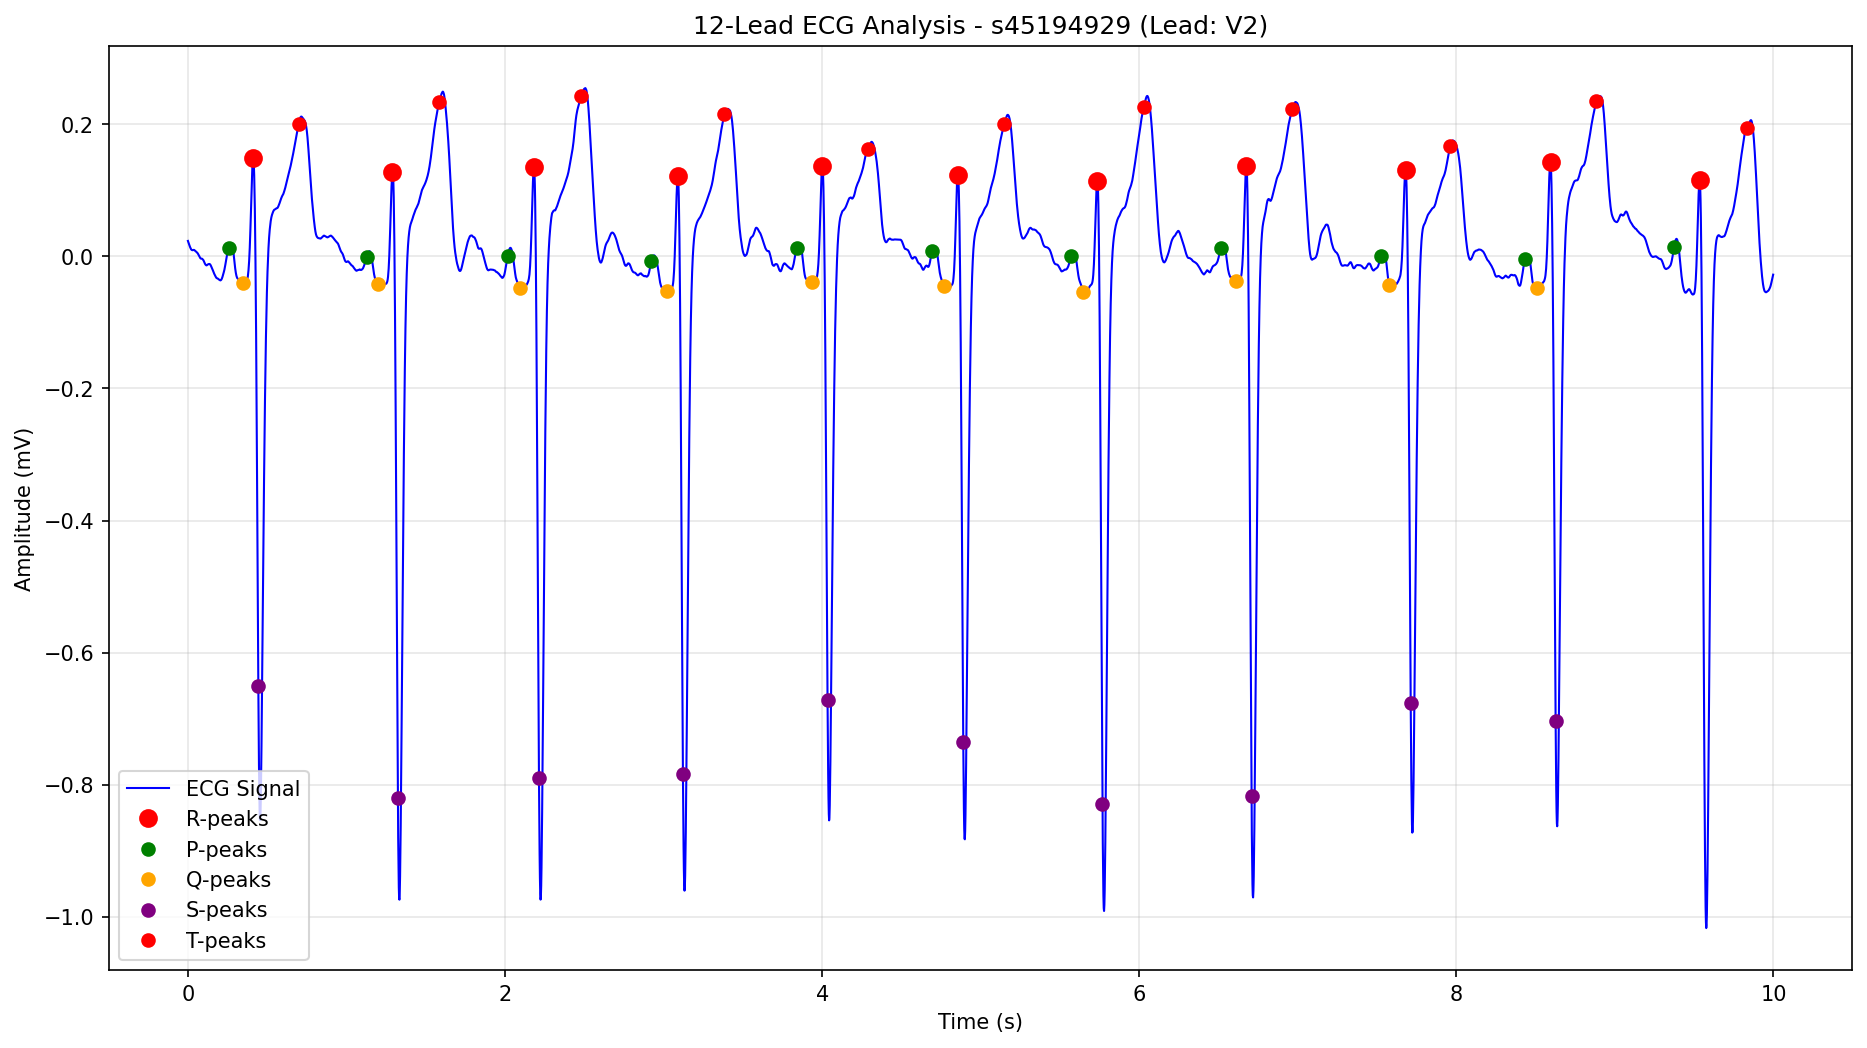 12-Lead ECG Analysis - s45194929 (Lead: V2)
Amplitude (mV)
0.2
0.0
−0.2
−0.4
−0.6
−0.8
−1.0
ECG Signal
R-peaks
P-peaks
Q-peaks
S-peaks
T-peaks
0 2 4 6 8 10
Time (s)